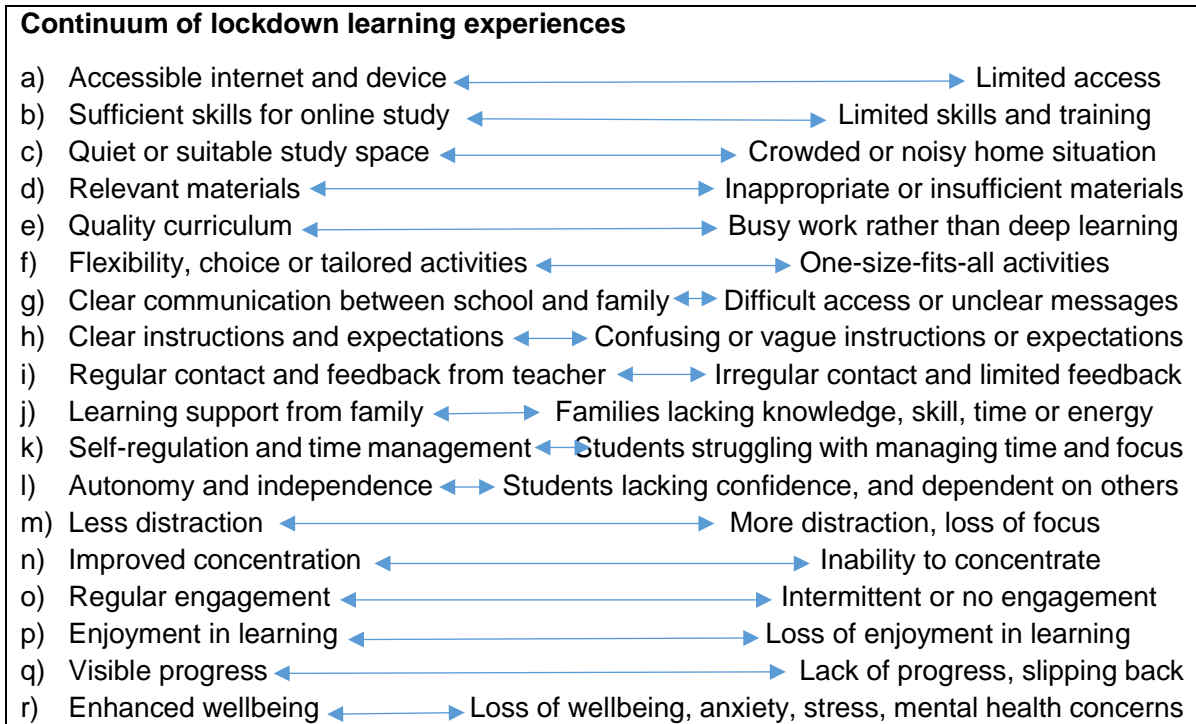 Continuum of lockdown learning experiences
a) Accessible internet and device Limited access
b) Sufficient skills for online study Limited skills and training
c) Quiet or suitable study space Crowded or noisy home situation
d) Relevant materials Inappropriate or insufficient materials
e) Quality curriculum Busy work rather than deep learning
f) Flexibility, choice or tailored activities One-size-fits-all activities
g) Clear communication between school and family Difficult access or unclear messages
h) Clear instructions and expectations Confusing or vague instructions or expectations
i) Regular contact and feedback from teacher Irregular contact and limited feedback
j) Learning support from family Families lacking knowledge, skill, time or energy
k) Self-regulation and time management Students struggling with managing time and focus
l) Autonomy and independence Students lacking confidence, and dependent on others
m) Less distraction More distraction, loss of focus
n) Improved concentration Inability to concentrate
o) Regular engagement Intermittent or no engagement
p) Enjoyment in learning Loss of enjoyment in learning
q) Visible progress Lack of progress, slipping back
r) Enhanced wellbeing Loss of wellbeing, anxiety, stress, mental health concerns